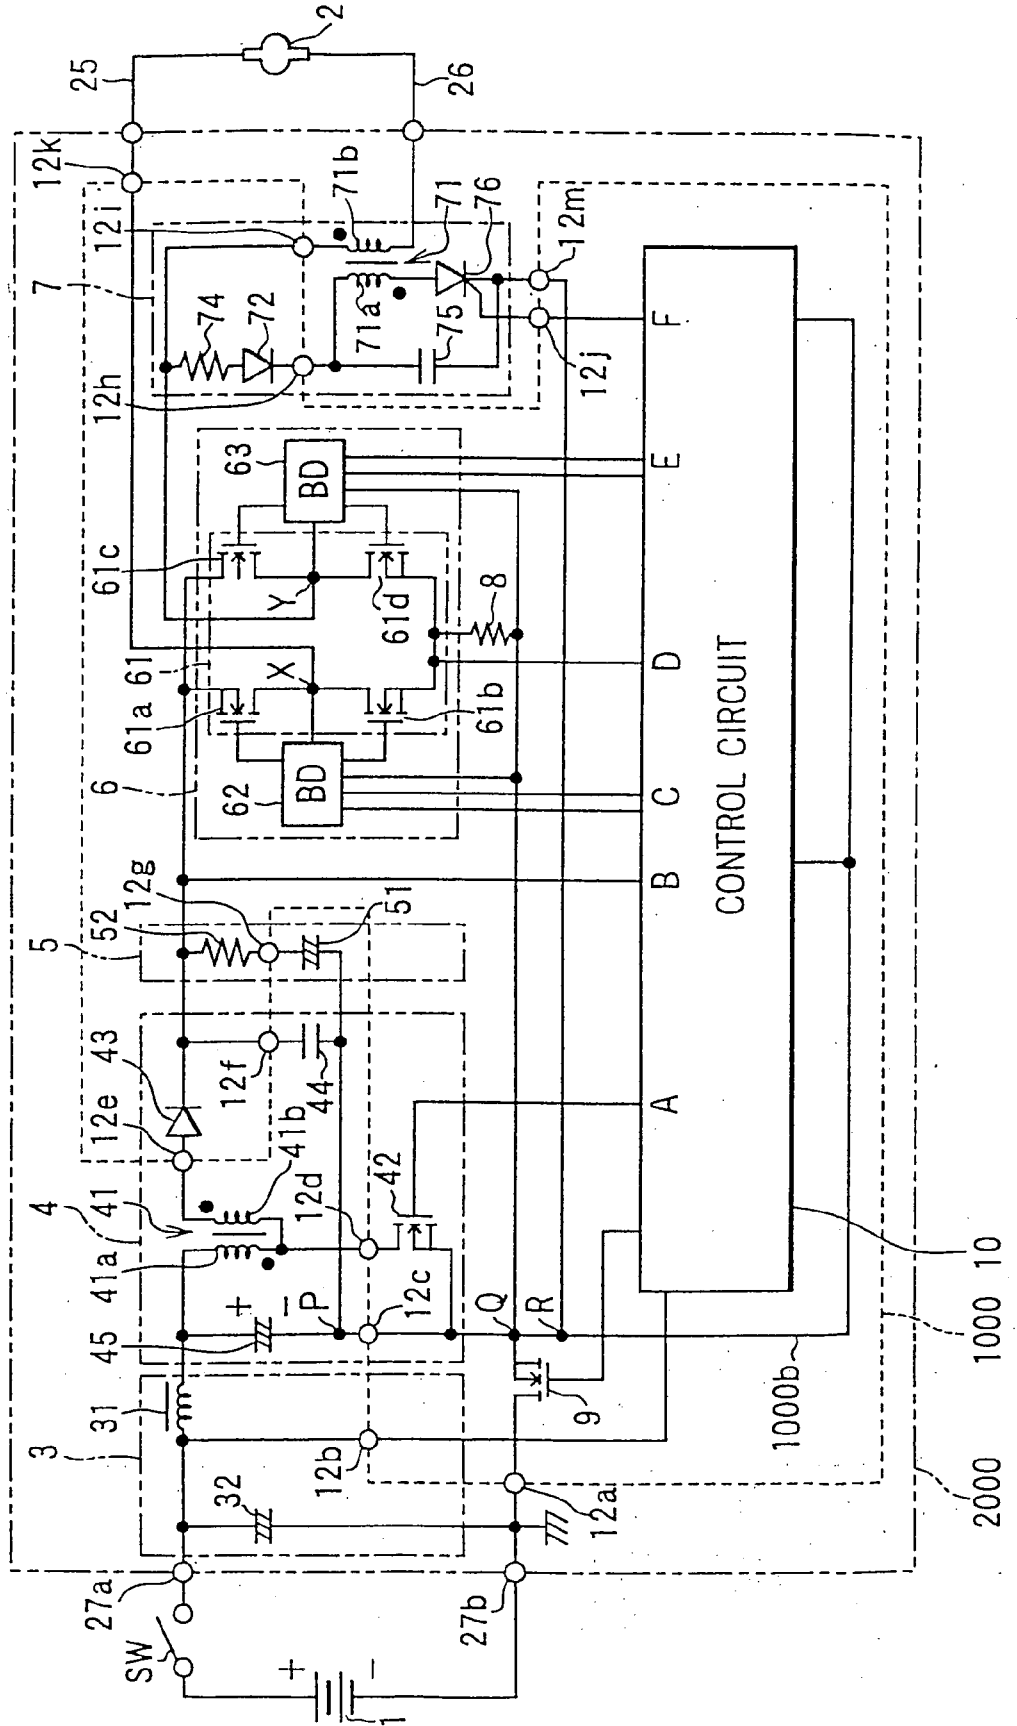 25
2
26
12k
12i
7
74
72
71b
71
76
71a
75
12h
12m
12j
F
E
63
BD
61c
Y
61d
8
61
X
61a
61b
D
6
62
BD
C
CONTROL CIRCUIT
B
12g
52
51
5
43
12f
44
12e
41b
A
4
41
12d
42
41a
+
−
P
12c
Q
R
45
10
1000
1000b
9
31
3
12b
32
12a
2000
27a
27b
SW
+
−
1